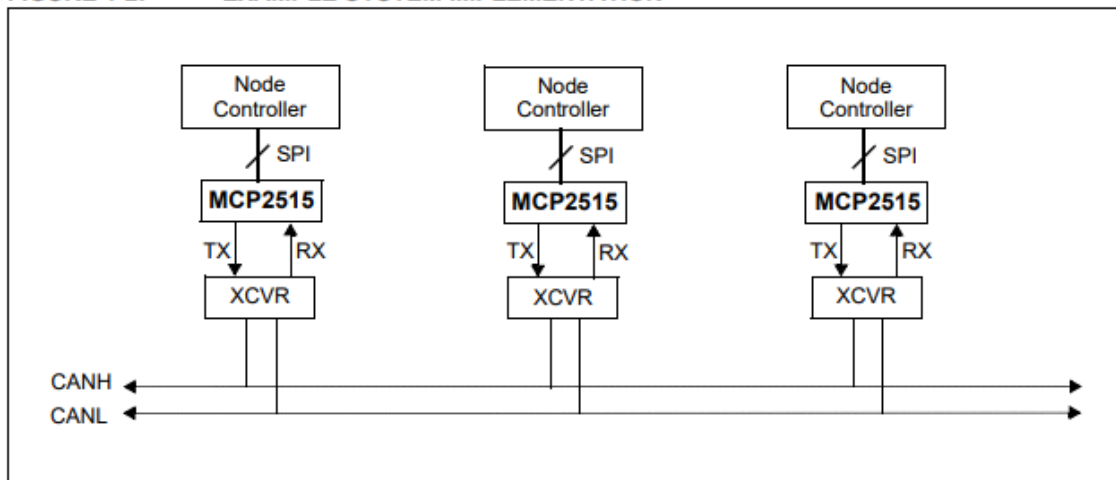 Node Node Node
Controller Controller Controller
SPI SPI SPI
MCP2515 MCP2515 MCP2515
TX RX TX RX TX RX
XCVR XCVR XCVR
CANH
CANL